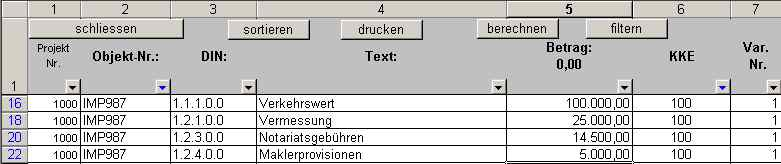 1 2 3 4 5 6 7
schliessen sortieren drucken berechnen filtern
Projekt Nr. Objekt-Nr.: DIN: Text: Betrag: 0,00 KKE Var. Nr.
1
16 1000 IMP987 1.1.1.0.0 Verkehrswert 100.000,00 100 1
18 1000 IMP987 1.2.1.0.0 Vermessung 25.000,00 100 1
20 1000 IMP987 1.2.3.0.0 Notariatsgebühren 14.500,00 100 1
22 1000 IMP987 1.2.4.0.0 Maklerprovisionen 5.000,00 100 1